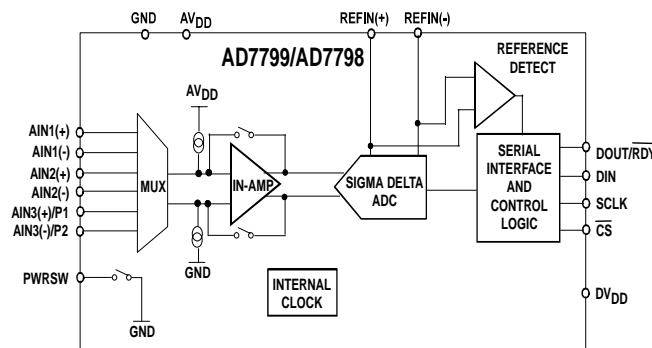 GND AVDD REFIN(+) REFIN(-)
AD7799/AD7798
REFERENCE
DETECT
AVDD
AIN1(+)
AIN1(-)
AIN2(+)
AIN2(-)
AIN3(+)/P1
AIN3(-)/P2
MUX
IN-AMP
SIGMA DELTA
ADC
SERIAL
INTERFACE
AND
CONTROL
LOGIC
DOUT/RDY
DIN
SCLK
CS
GND
PWRSW
GND
INTERNAL
CLOCK
DVDD